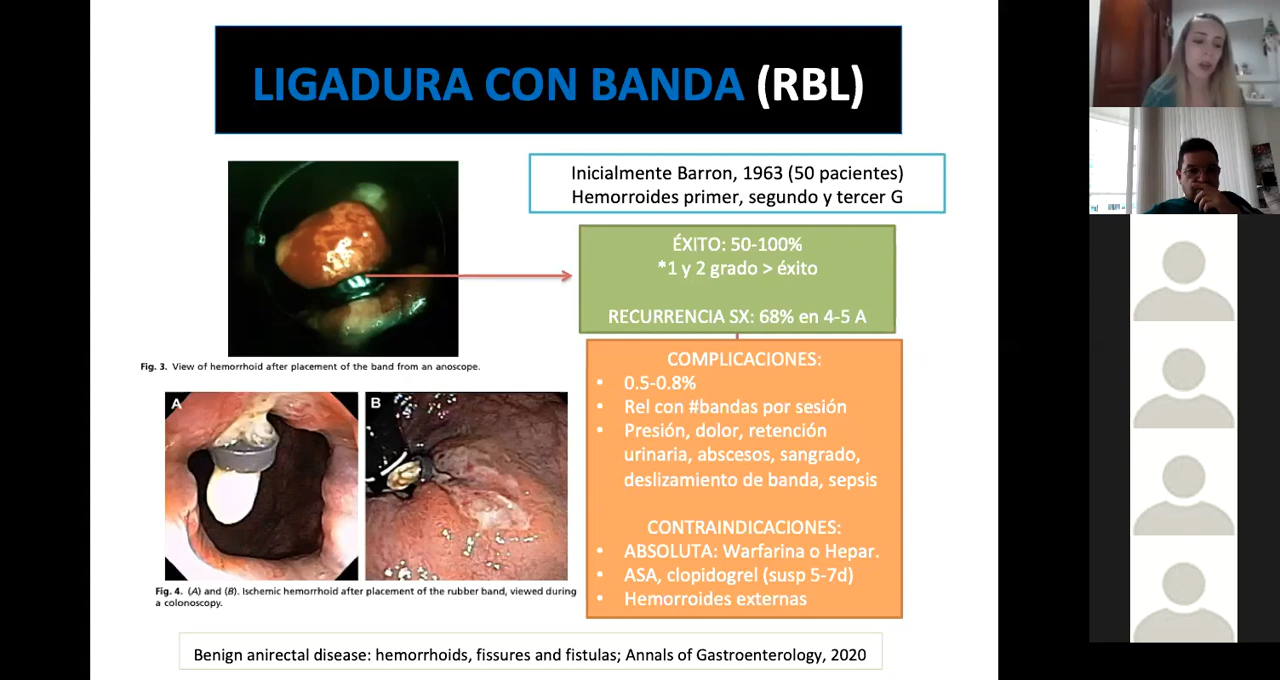 LIGADURA CON BANDA (RBL)
Inicialmente Barron, 1963 (50 pacientes)
Hemorroides primer, segundo y tercer G
ÉXITO: 50-100%
*1 y 2 grado > éxito
RECURRENCIA SX: 68% en 4-5 A
Fig. 3. View of hemorrhoid after placement of the band from an anoscope.
COMPLICACIONES:
• 0.5-0.8%
• Rel con #bandas por sesión
• Presión, dolor, retención
urinaria, abscesos, sangrado,
deslizamiento de banda, sepsis
CONTRAINDICACIONES:
• ABSOLUTA: Warfarina o Hepar.
• ASA, clopidogrel (susp 5-7d)
• Hemorroides externas
A
B
Fig. 4. (A) and (B). Ischemic hemorrhoid after placement of the rubber band, viewed during
a colonoscopy.
Benign anirectal disease: hemorrhoids, fissures and fistulas; Annals of Gastroenterology, 2020